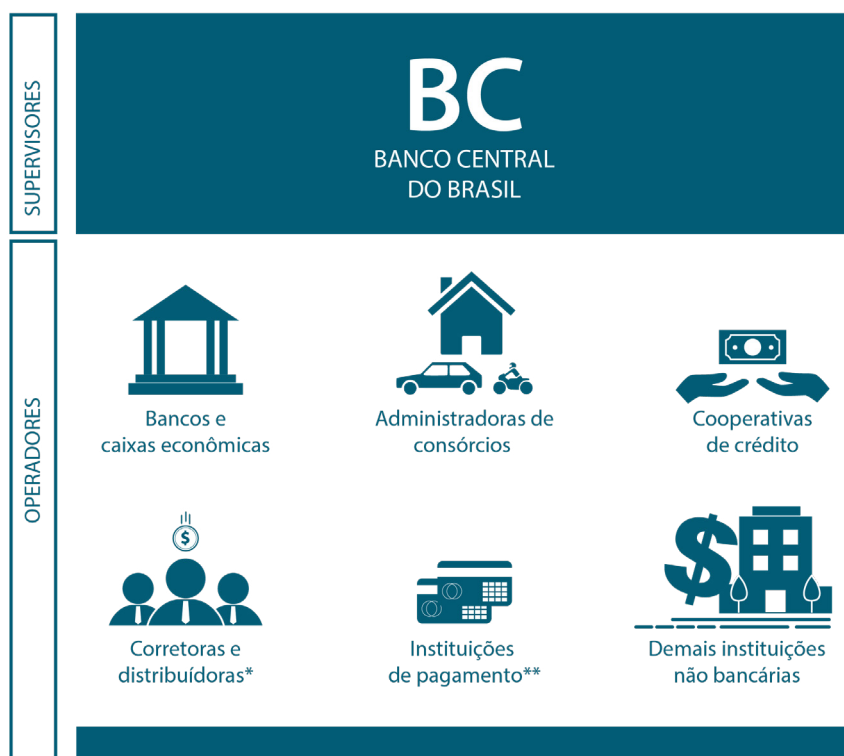 SUPERVISORES
BC
BANCO CENTRAL
DO BRASIL
OPERADORES
Bancos e
caixas econômicas
Administradoras de
consórcios
Cooperativas
de crédito
$
Corretoras e
distribuídoras*
Instituições
de pagamento**
$
Demais instituições
não bancárias